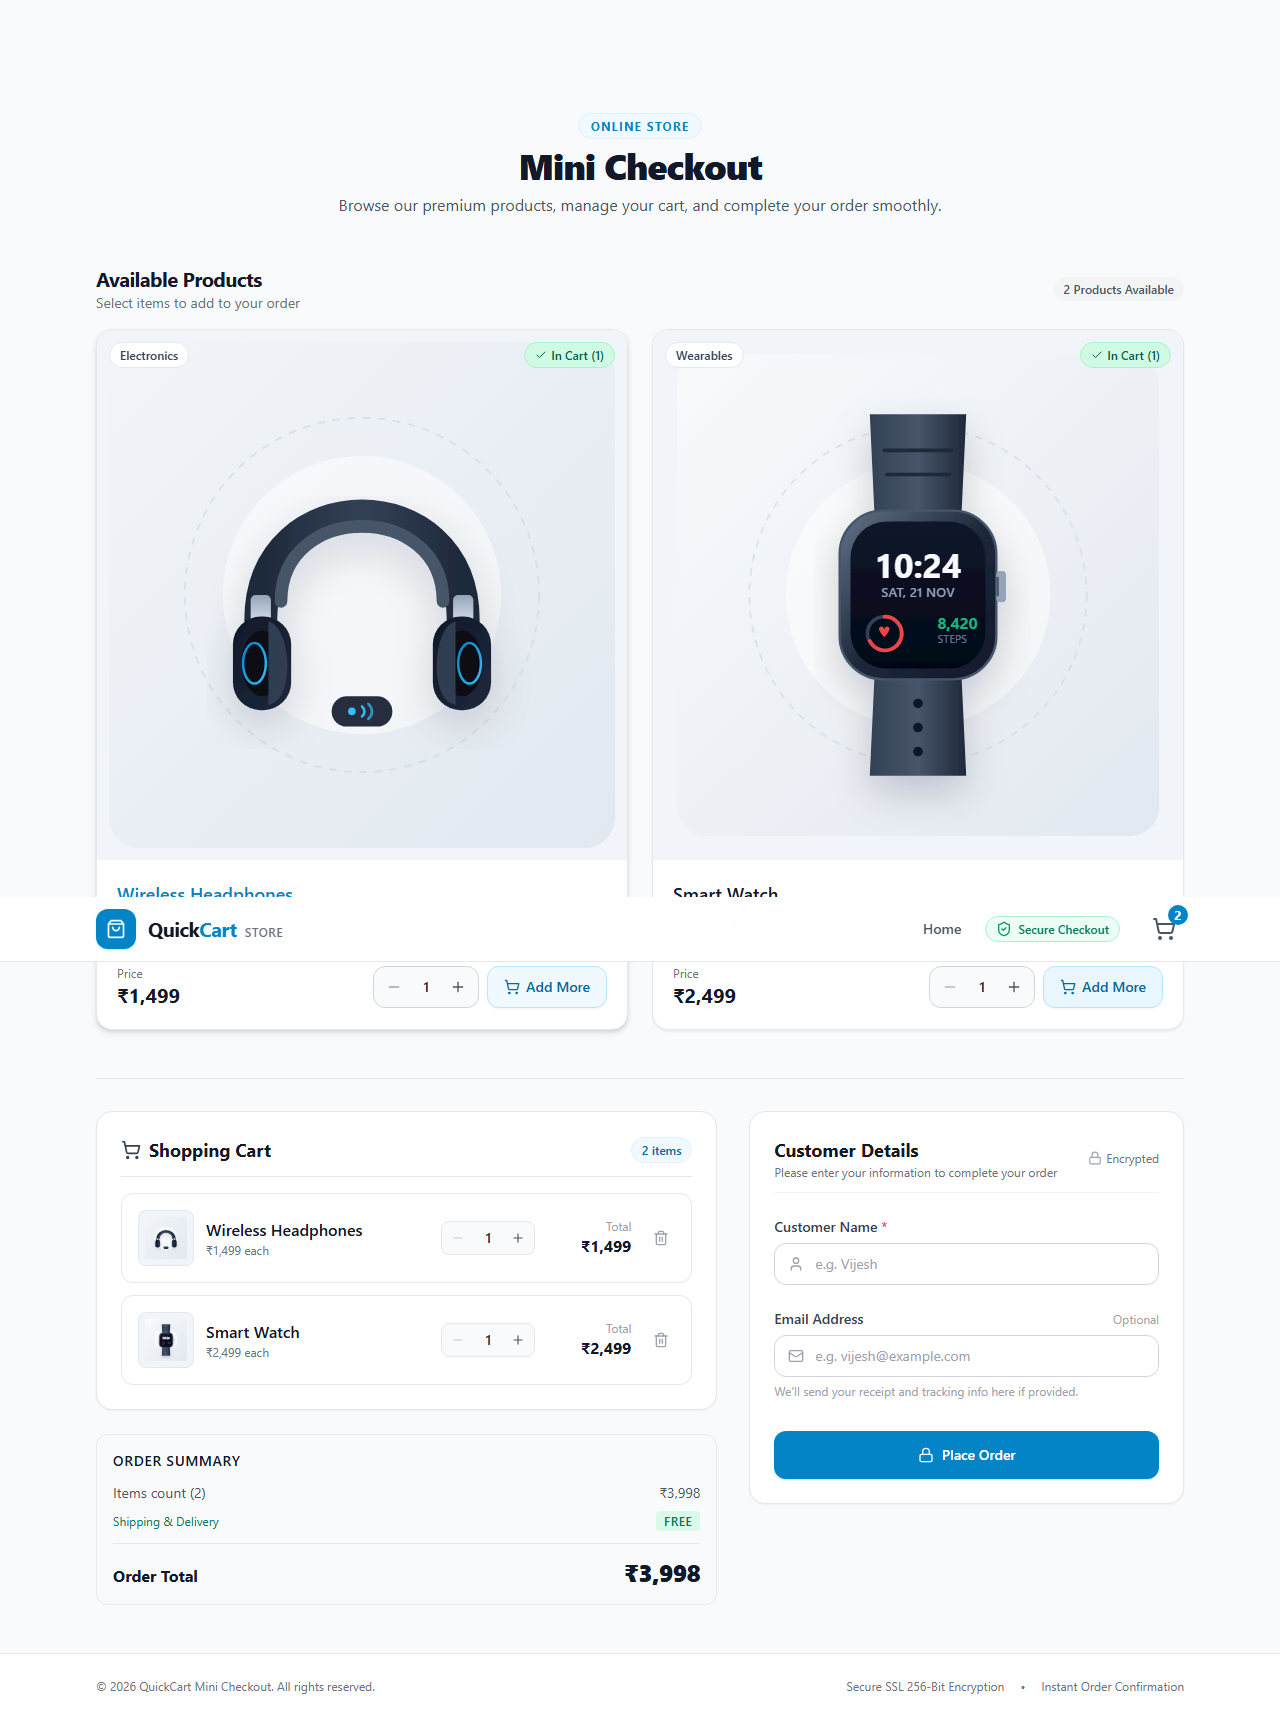 ONLINE STORE
Mini Checkout
Browse our premium products, manage your cart, and complete your order smoothly.
Available Products
Select items to add to your order
2 Products Available
Electronics
In Cart (1)
Wearables
In Cart (1)
10:24
SAT, 21 NOV
8,420
STEPS
Wireless Headphones
Smart Watch
QuickCart STORE
Home
Secure Checkout
2
Price
₹1,499
1
Add More
Price
₹2,499
1
Add More
Shopping Cart
2 items
Wireless Headphones
₹1,499 each
1
Total
₹1,499
Smart Watch
₹2,499 each
1
Total
₹2,499
ORDER SUMMARY
Items count (2)
₹3,998
Shipping & Delivery
FREE
Order Total
₹3,998
Customer Details
Please enter your information to complete your order
Encrypted
Customer Name *
e.g. Vijesh
Email Address
Optional
e.g. vijesh@example.com
We'll send your receipt and tracking info here if provided.
Place Order
© 2026 QuickCart Mini Checkout. All rights reserved.
Secure SSL 256-Bit Encryption • Instant Order Confirmation